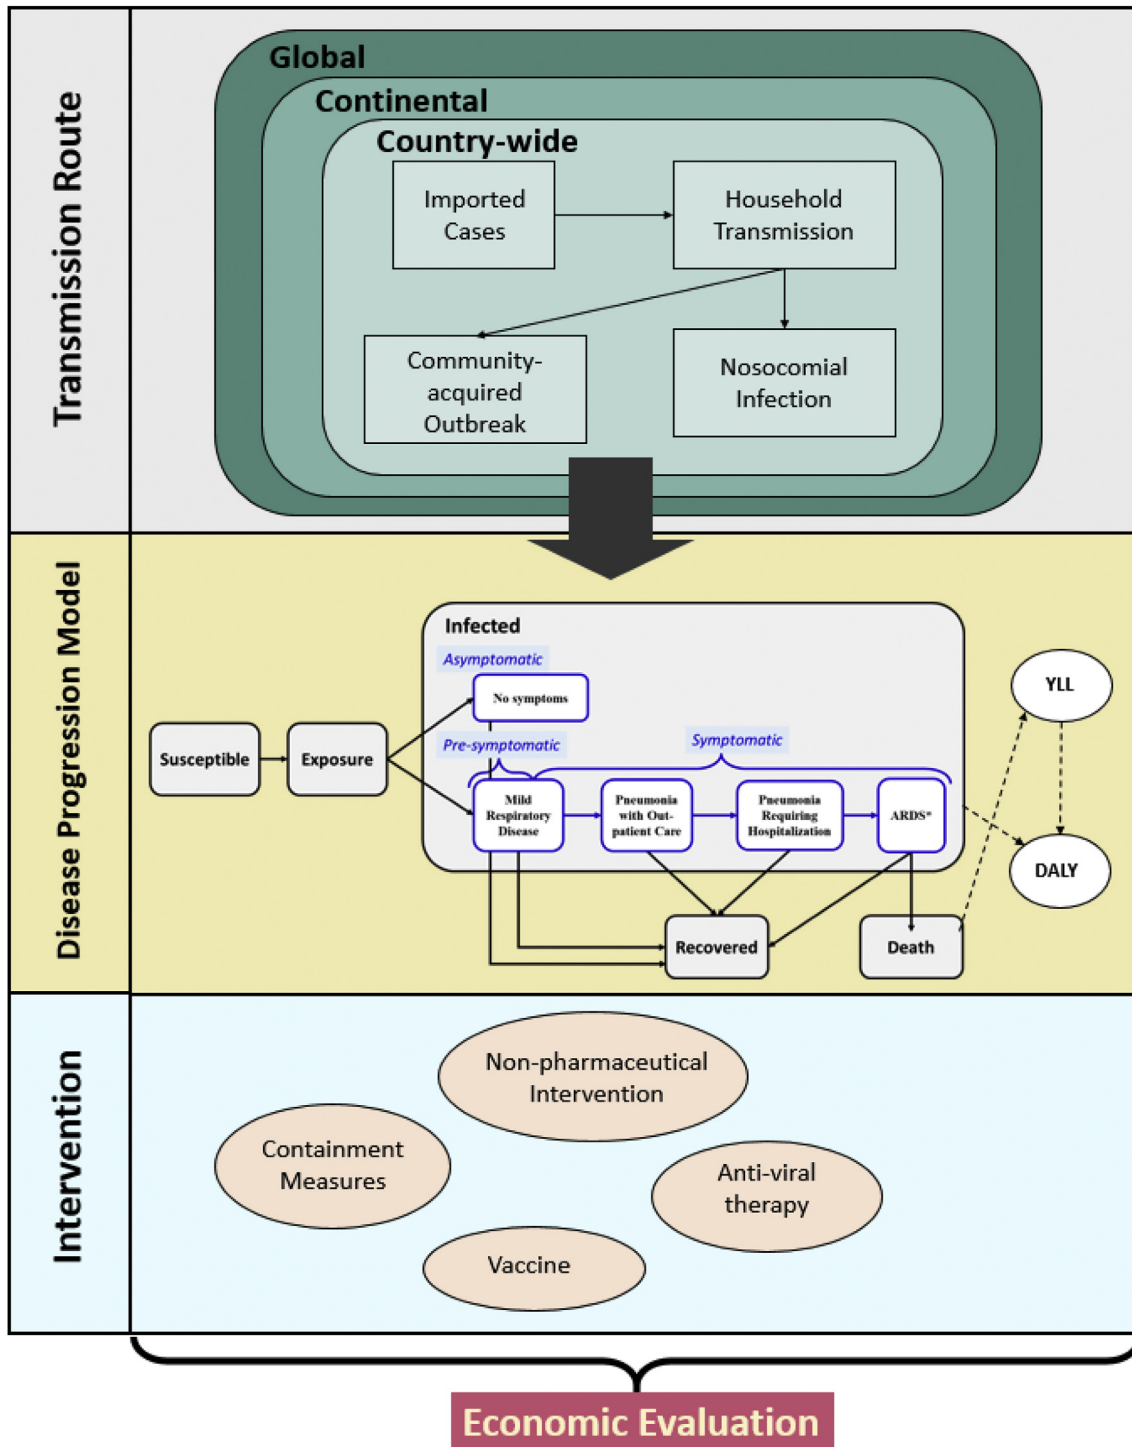 Transmission Route
Global
Continental
Country-wide
Imported
Cases
Household
Transmission
Community-
acquired
Outbreak
Nosocomial
Infection
Disease Progression Model
Infected
Asymptomatic
No symptoms
YLL
Susceptible
Exposure
Pre-symptomatic
Symptomatic
Mild
Respiratory
Disease
Pneumonia
with Out-
patient Care
Pneumonia
Requiring
Hospitalization
ARDS*
DALY
Recovered
Death
Intervention
Non-pharmaceutical
Intervention
Containment
Measures
Anti-viral
therapy
Vaccine
Economic Evaluation